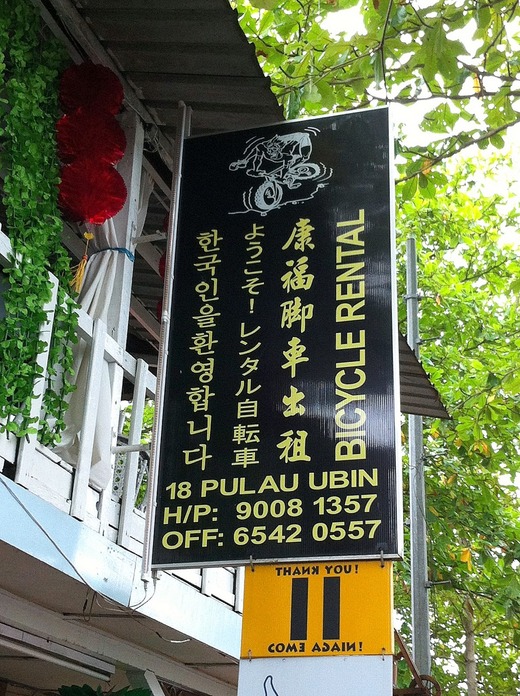 BICYCLE RENTAL
康福脚車出租
ようこそ！レンタル自転車
한국인을환영합니다
18 PULAU UBIN
H/P: 9008 1357
OFF: 6542 0557
THANK YOU!
11
COME AGAIN!